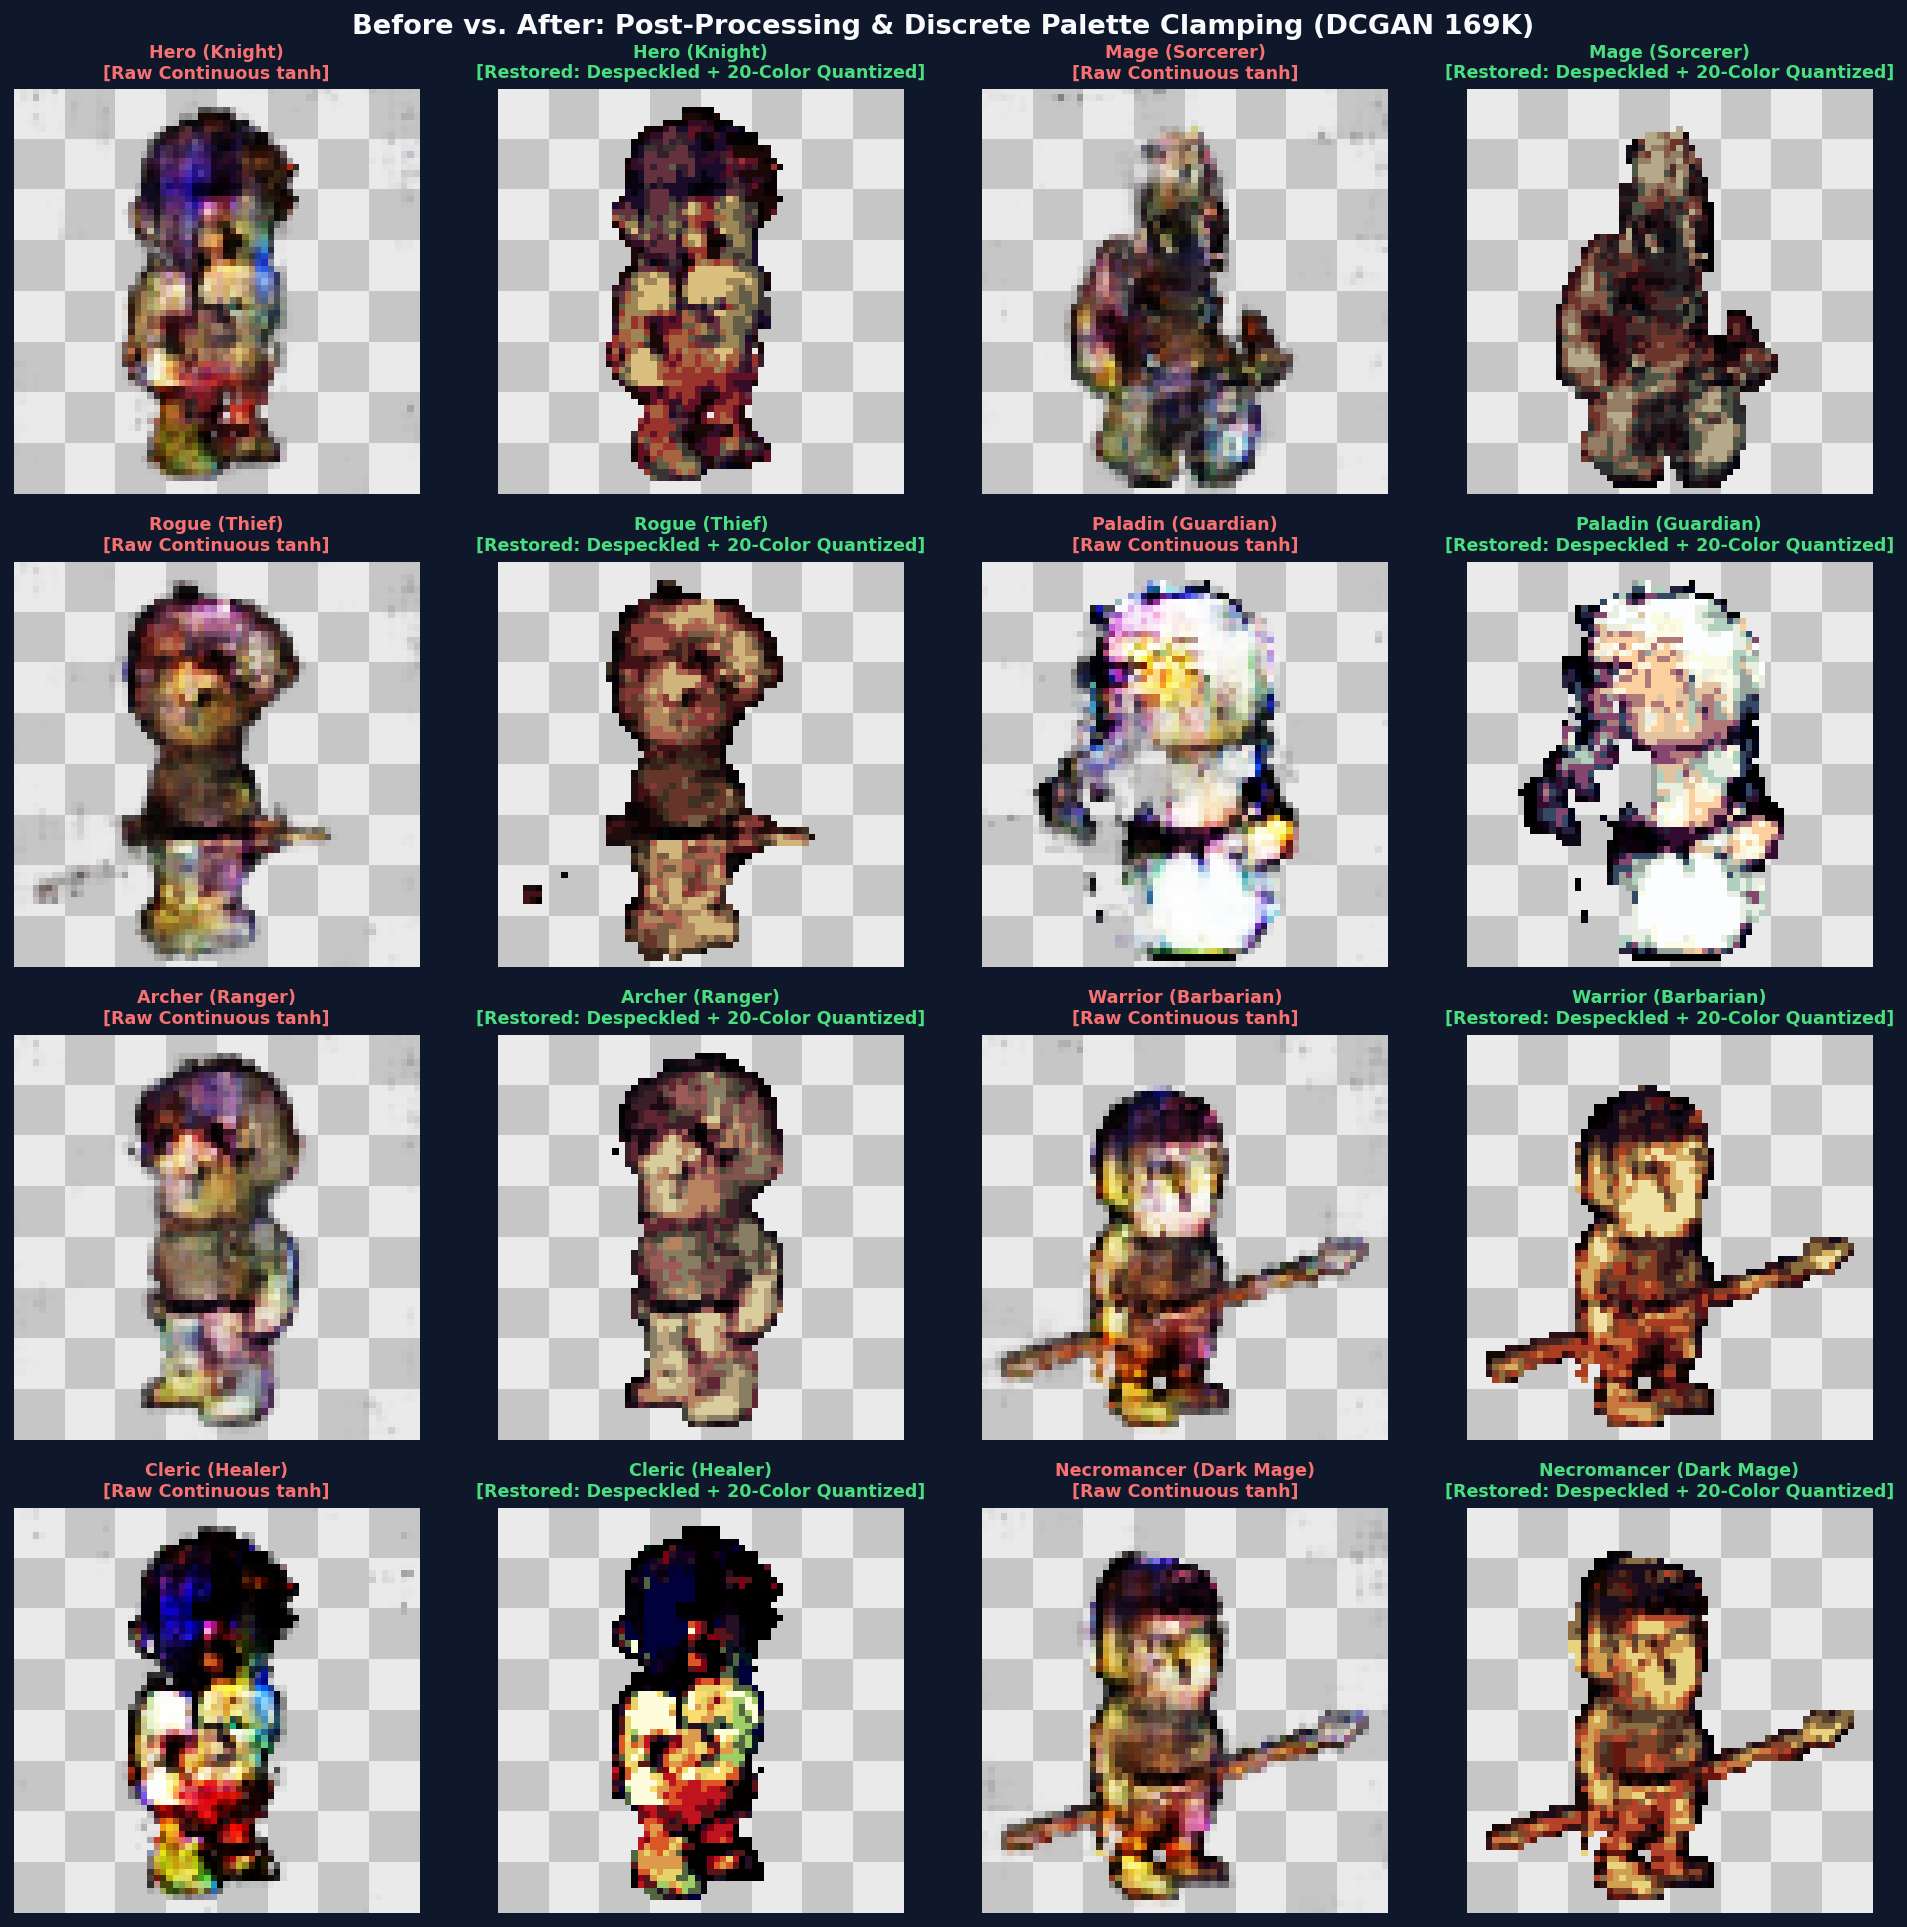 Before vs. After: Post-Processing & Discrete Palette Clamping (DCGAN 169K)
Hero (Knight)
[Raw Continuous tanh]
Hero (Knight)
[Restored: Despeckled + 20-Color Quantized]
Mage (Sorcerer)
[Raw Continuous tanh]
Mage (Sorcerer)
[Restored: Despeckled + 20-Color Quantized]
Rogue (Thief)
[Raw Continuous tanh]
Rogue (Thief)
[Restored: Despeckled + 20-Color Quantized]
Paladin (Guardian)
[Raw Continuous tanh]
Paladin (Guardian)
[Restored: Despeckled + 20-Color Quantized]
Archer (Ranger)
[Raw Continuous tanh]
Archer (Ranger)
[Restored: Despeckled + 20-Color Quantized]
Warrior (Barbarian)
[Raw Continuous tanh]
Warrior (Barbarian)
[Restored: Despeckled + 20-Color Quantized]
Cleric (Healer)
[Raw Continuous tanh]
Cleric (Healer)
[Restored: Despeckled + 20-Color Quantized]
Necromancer (Dark Mage)
[Raw Continuous tanh]
Necromancer (Dark Mage)
[Restored: Despeckled + 20-Color Quantized]